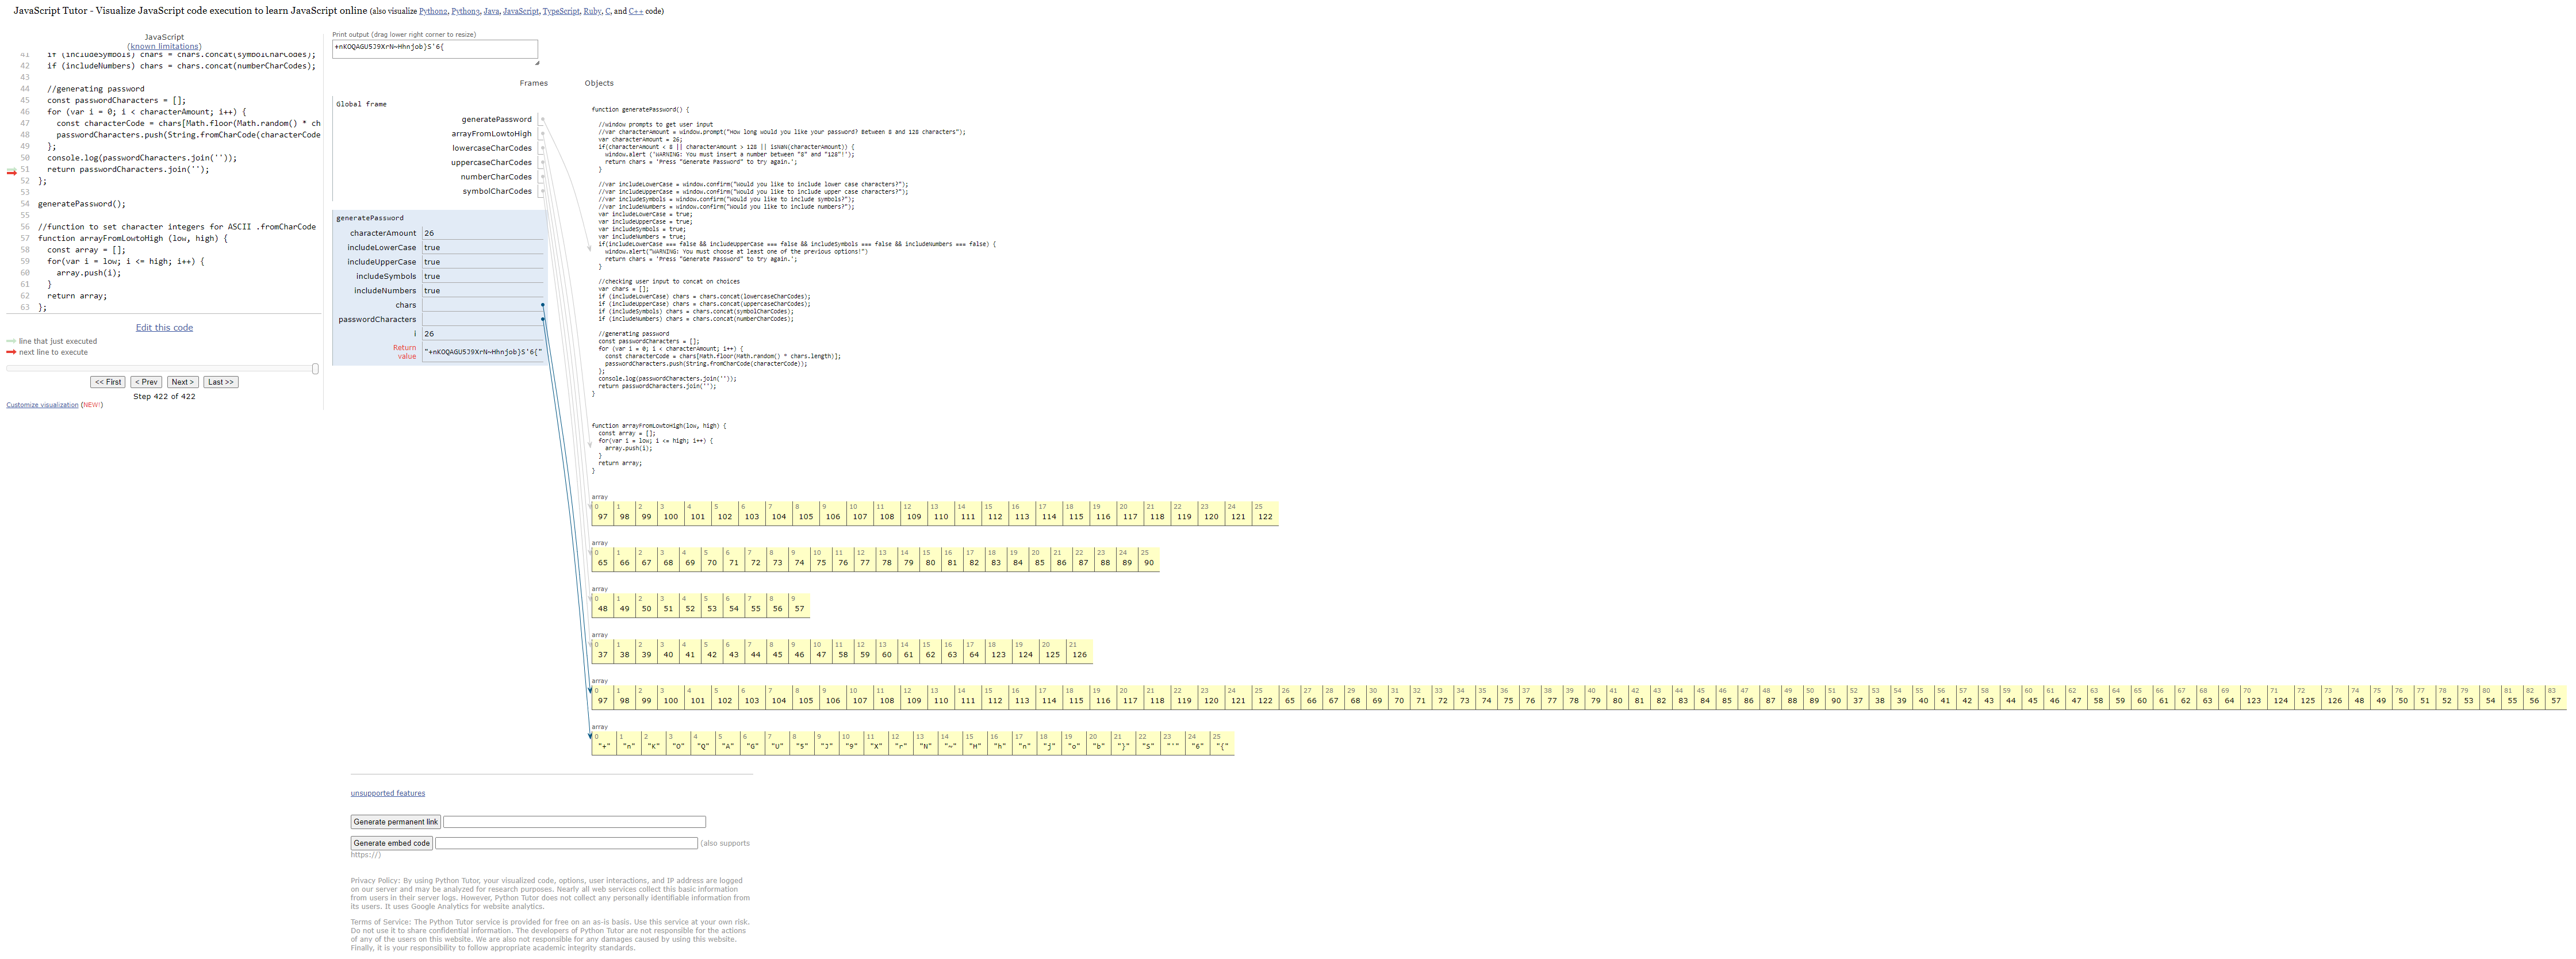 JavaScript Tutor - Visualize JavaScript code execution to learn JavaScript online (also visualize Python2, Python3, Java, JavaScript, TypeScript, Ruby, C, and C++ code)
JavaScript
(known limitations)
41 if (includeSymbols) chars = chars.concat(symbolCharCodes);
42 if (includeNumbers) chars = chars.concat(numberCharCodes);
43
44 //generating password
45 const passwordCharacters = [];
46 for (var i = 0; i < characterAmount; i++) {
47 const characterCode = chars[Math.floor(Math.random() * ch
48 passwordCharacters.push(String.fromCharCode(characterCode
49 };
50 console.log(passwordCharacters.join(''));
51 return passwordCharacters.join('');
52 };
53
54 generatePassword();
55
56 //function to set character integers for ASCII .fromCharCode
57 function arrayFromLowtoHigh (low, high) {
58 const array = [];
59 for(var i = low; i <= high; i++) {
60 array.push(i);
61 }
62 return array;
63 };
Edit this code
line that just executed
next line to execute
<< First < Prev Next > Last >>
Step 422 of 422
Customize visualization (NEW!)
Print output (drag lower right corner to resize)
+nKOQAGU5J9XrN~Hhnjob}S'6{
Frames Objects
Global frame
generatePassword
arrayFromLowtoHigh
lowercaseCharCodes
uppercaseCharCodes
numberCharCodes
symbolCharCodes
generatePassword
characterAmount 26
includeLowerCase true
includeUpperCase true
includeSymbols true
includeNumbers true
chars
passwordCharacters
i 26
Return
value "+nKOQAGU5J9XrN~Hhnjob}S'6{"
function generatePassword() {
//window prompts to get user input
//var characterAmount = window.prompt("How long would you like your password? Between 8 and 128 characters");
var characterAmount = 26;
if(characterAmount < 8 || characterAmount > 128 || isNaN(characterAmount)) {
window.alert ('WARNING: You must insert a number between "8" and "128"!');
return chars = 'Press "Generate Password" to try again.';
}
//var includeLowerCase = window.confirm("Would you like to include lower case characters?");
//var includeUpperCase = window.confirm("Would you like to include upper case characters?");
//var includeSymbols = window.confirm("Would you like to include symbols?");
//var includeNumbers = window.confirm("Would you like to include numbers?");
var includeLowerCase = true;
var includeUpperCase = true;
var includeSymbols = true;
var includeNumbers = true;
if(includeLowerCase === false && includeUpperCase === false && includeSymbols === false && includeNumbers === false) {
window.alert("WARNING: You must choose at least one of the previous options!")
return chars = 'Press "Generate Password" to try again.';
}
//checking user input to concat on choices
var chars = [];
if (includeLowerCase) chars = chars.concat(lowercaseCharCodes);
if (includeUpperCase) chars = chars.concat(uppercaseCharCodes);
if (includeSymbols) chars = chars.concat(symbolCharCodes);
if (includeNumbers) chars = chars.concat(numberCharCodes);
//generating password
const passwordCharacters = [];
for (var i = 0; i < characterAmount; i++) {
const characterCode = chars[Math.floor(Math.random() * chars.length)];
passwordCharacters.push(String.fromCharCode(characterCode));
};
console.log(passwordCharacters.join(''));
return passwordCharacters.join('');
}
function arrayFromLowtoHigh(low, high) {
const array = [];
for(var i = low; i <= high; i++) {
array.push(i);
}
return array;
}
array
0 1 2 3 4 5 6 7 8 9 10 11 12 13 14 15 16 17 18 19 20 21 22 23 24 25
97 98 99 100 101 102 103 104 105 106 107 108 109 110 111 112 113 114 115 116 117 118 119 120 121 122
array
0 1 2 3 4 5 6 7 8 9 10 11 12 13 14 15 16 17 18 19 20 21 22 23 24 25
65 66 67 68 69 70 71 72 73 74 75 76 77 78 79 80 81 82 83 84 85 86 87 88 89 90
array
0 1 2 3 4 5 6 7 8 9
48 49 50 51 52 53 54 55 56 57
array
0 1 2 3 4 5 6 7 8 9 10 11 12 13 14 15 16 17 18 19 20 21
37 38 39 40 41 42 43 44 45 46 47 58 59 60 61 62 63 64 123 124 125 126
array
0 1 2 3 4 5 6 7 8 9 10 11 12 13 14 15 16 17 18 19 20 21 22 23 24 25 26 27 28 29 30 31 32 33 34 35 36 37 38 39 40 41 42 43 44 45 46 47 48 49 50 51 52 53 54 55 56 57 58 59 60 61 62 63 64 65 66 67 68 69 70 71 72 73 74 75 76 77 78 79 80 81 82 83
97 98 99 100 101 102 103 104 105 106 107 108 109 110 111 112 113 114 115 116 117 118 119 120 121 122 65 66 67 68 69 70 71 72 73 74 75 76 77 78 79 80 81 82 83 84 85 86 87 88 89 90 37 38 39 40 41 42 43 44 45 46 47 58 59 60 61 62 63 64 123 124 125 126 48 49 50 51 52 53 54 55 56 57
array
0 1 2 3 4 5 6 7 8 9 10 11 12 13 14 15 16 17 18 19 20 21 22 23 24 25
"+" "n" "K" "O" "Q" "A" "G" "U" "5" "J" "9" "X" "r" "N" "~" "H" "h" "n" "j" "o" "b" "}" "S" "'" "6" "{"
unsupported features
Generate permanent link
Generate embed code (also supports
https://)
Privacy Policy: By using Python Tutor, your visualized code, options, user interactions, and IP address are logged
on our server and may be analyzed for research purposes. Nearly all web services collect this basic information
from users in their server logs. However, Python Tutor does not collect any personally identifiable information from
its users. It uses Google Analytics for website analytics.
Terms of Service: The Python Tutor service is provided for free on an as-is basis. Use this service at your own risk.
Do not use it to share confidential information. The developers of Python Tutor are not responsible for the actions
of any of the users on this website. We are also not responsible for any damages caused by using this website.
Finally, it is your responsibility to follow appropriate academic integrity standards.